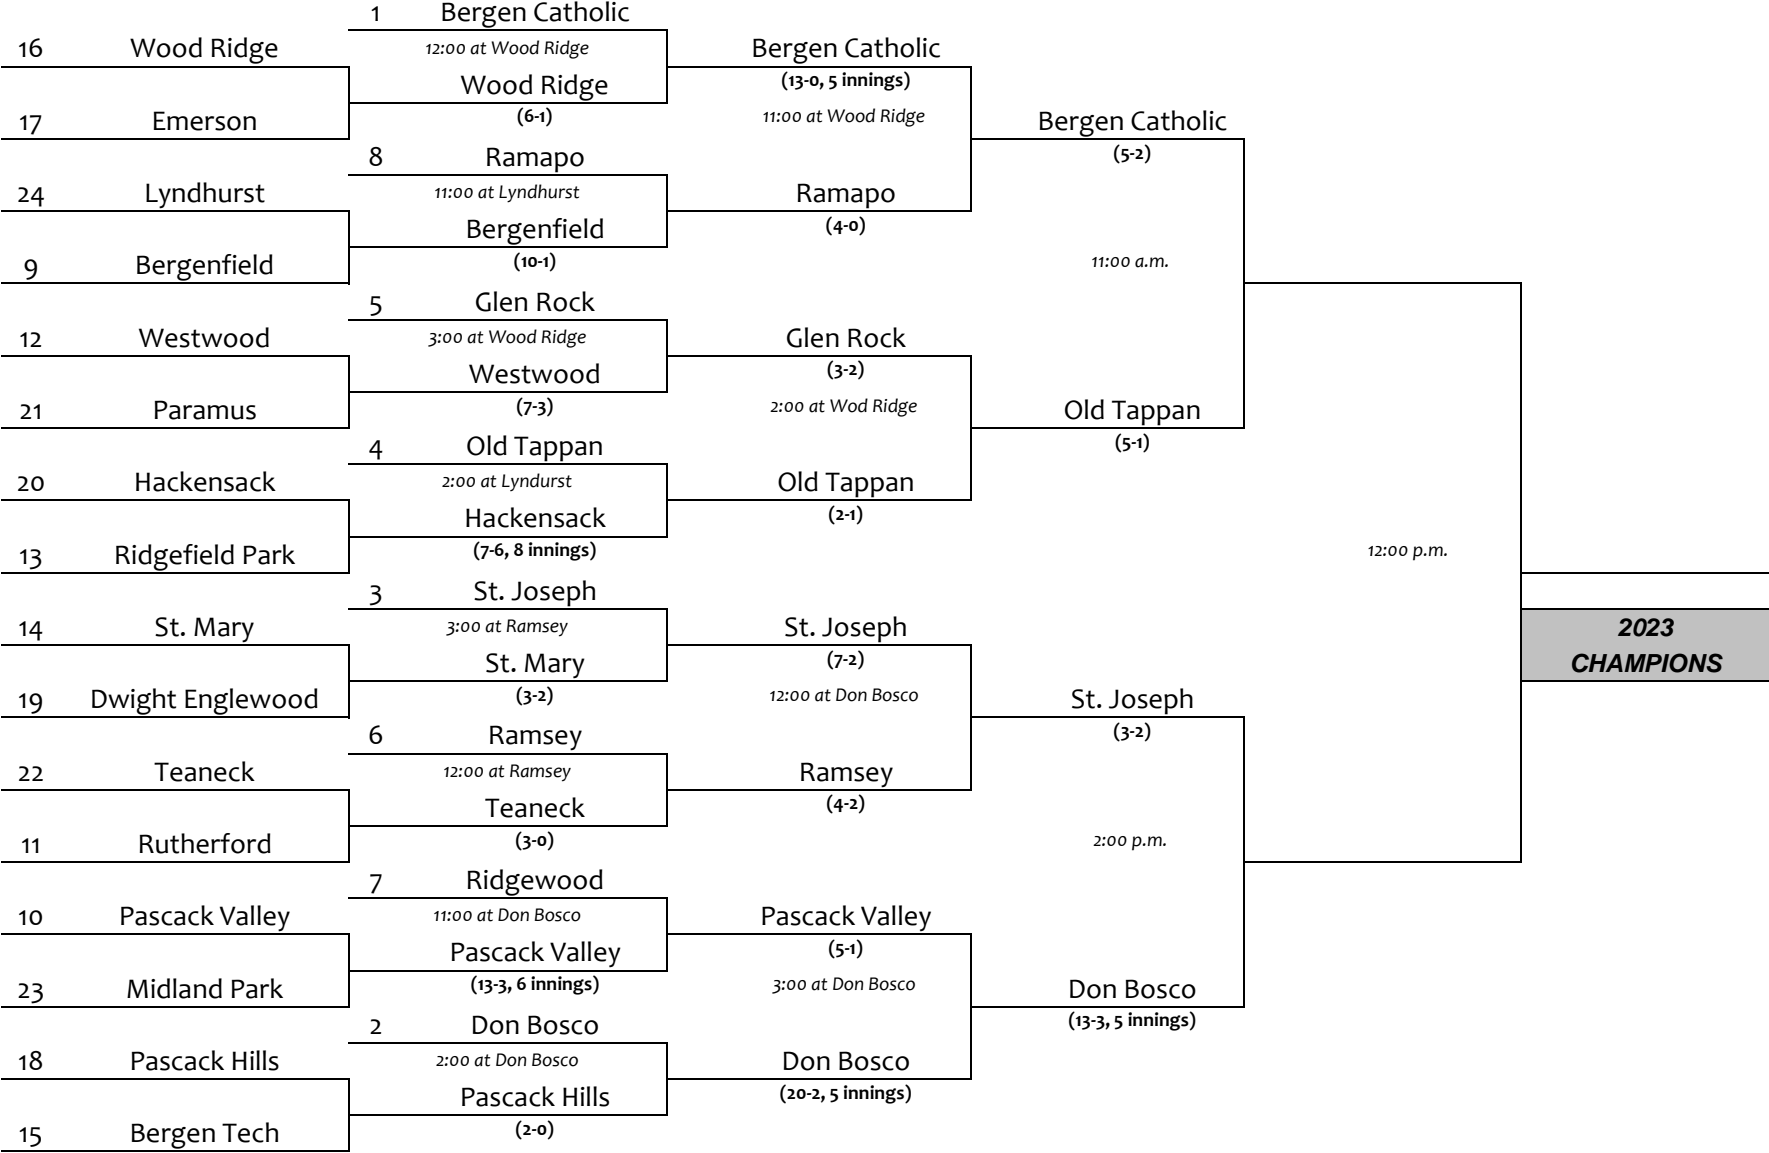 1 Bergen Catholic
16 Wood Ridge 12:00 at Wood Ridge Bergen Catholic
Wood Ridge (13-0, 5 innings)
17 Emerson (6-1) 11:00 at Wood Ridge Bergen Catholic
8 Ramapo (5-2)
24 Lyndhurst 11:00 at Lyndhurst Ramapo
Bergenfield (4-0)
9 Bergenfield (10-1) 11:00 a.m.
5 Glen Rock
12 Westwood 3:00 at Wood Ridge Glen Rock
Westwood (3-2)
21 Paramus (7-3) 2:00 at Wod Ridge Old Tappan
4 Old Tappan (5-1)
20 Hackensack 2:00 at Lyndurst Old Tappan
Hackensack (2-1)
13 Ridgefield Park (7-6, 8 innings) 12:00 p.m.
3 St. Joseph
14 St. Mary 3:00 at Ramsey St. Joseph 2023
St. Mary (7-2) CHAMPIONS
19 Dwight Englewood (3-2) 12:00 at Don Bosco St. Joseph
6 Ramsey (3-2)
22 Teaneck 12:00 at Ramsey Ramsey
Teaneck (4-2)
11 Rutherford (3-0) 2:00 p.m.
7 Ridgewood
10 Pascack Valley 11:00 at Don Bosco Pascack Valley
Pascack Valley (5-1)
23 Midland Park (13-3, 6 innings) 3:00 at Don Bosco Don Bosco
2 Don Bosco (13-3, 5 innings)
18 Pascack Hills 2:00 at Don Bosco Don Bosco
Pascack Hills (20-2, 5 innings)
15 Bergen Tech (2-0)